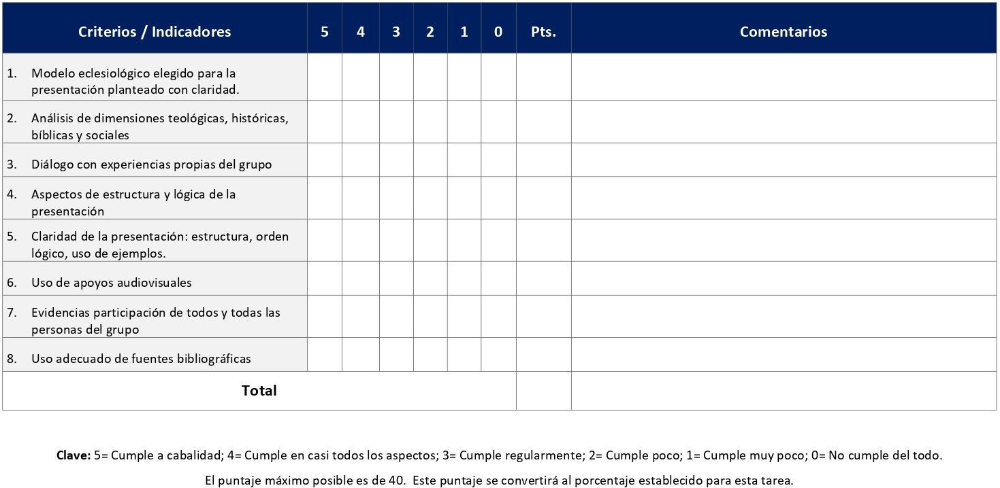 Criterios / Indicadores 5 4 3 2 1 0 Pts. Comentarios
1. Modelo eclesiológico elegido para la
presentación planteado con claridad.
2. Análisis de dimensiones teológicas, históricas,
bíblicas y sociales
3. Diálogo con experiencias propias del grupo
4. Aspectos de estructura y lógica de la
presentación
5. Claridad de la presentación: estructura, orden
lógico, uso de ejemplos.
6. Uso de apoyos audiovisuales
7. Evidencias participación de todos y todas las
personas del grupo
8. Uso adecuado de fuentes bibliográficas
Total
Clave: 5= Cumple a cabalidad; 4= Cumple en casi todos los aspectos; 3= Cumple regularmente; 2= Cumple poco; 1= Cumple muy poco; 0= No cumple del todo.
El puntaje máximo posible es de 40. Este puntaje se convertirá al porcentaje establecido para esta tarea.